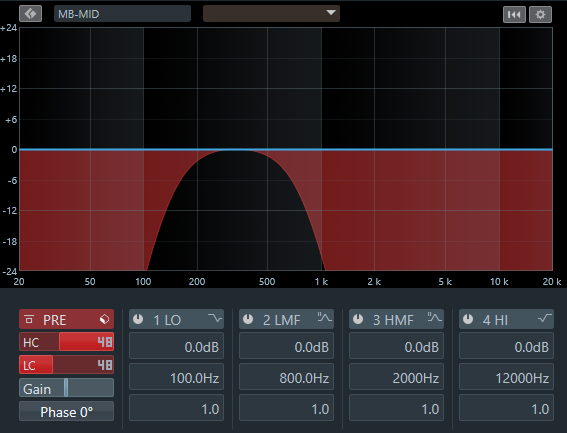 MB-MID
+24
+18
+12
+6
0
-6
-12
-18
-24
20 50 100 200 500 1 k 2 k 5 k 10 k 20 k
PRE 1 LO 2 LMF 3 HMF 4 HI
HC 48 0.0dB 0.0dB 0.0dB 0.0dB
LC 48 100.0Hz 800.0Hz 2000Hz 12000Hz
Gain
Phase 0° 1.0 1.0 1.0 1.0